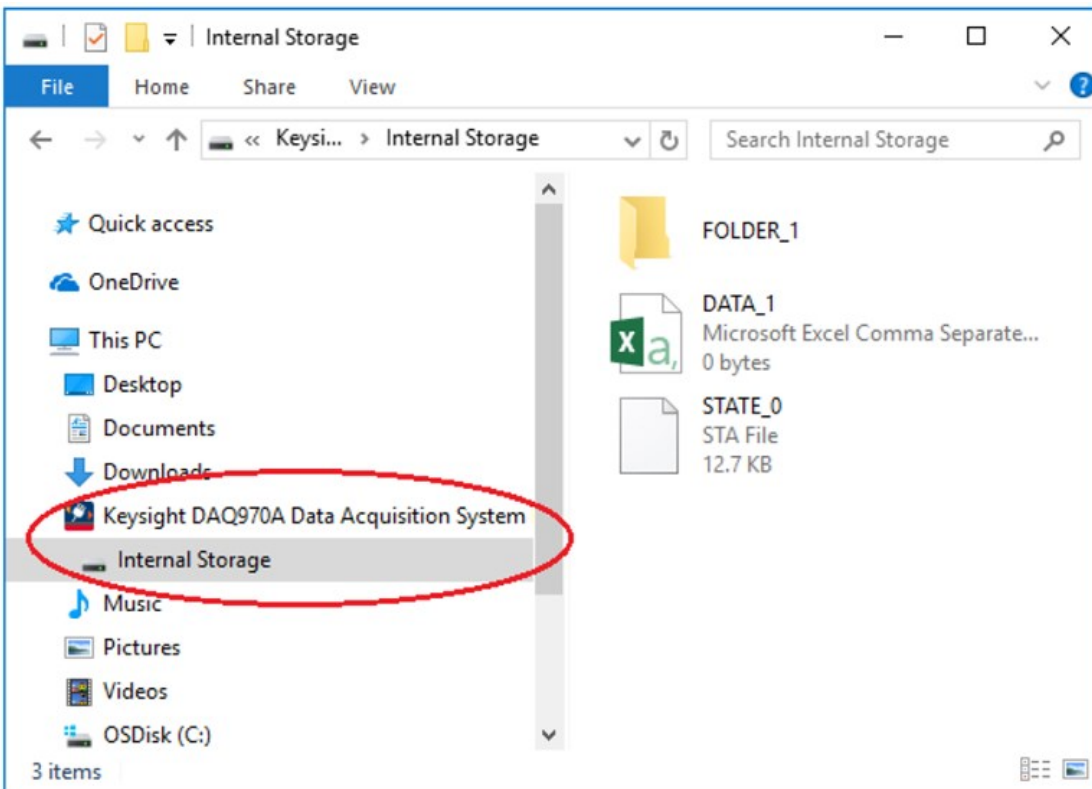 Internal Storage
File Home Share View
« Keysi... > Internal Storage
Search Internal Storage
Quick access
OneDrive
This PC
Desktop
Documents
Downloads
Keysight DAQ970A Data Acquisition System
Internal Storage
Music
Pictures
Videos
OSDisk (C:)
FOLDER_1
DATA_1
Microsoft Excel Comma Separate...
0 bytes
STATE_0
STA File
12.7 KB
3 items